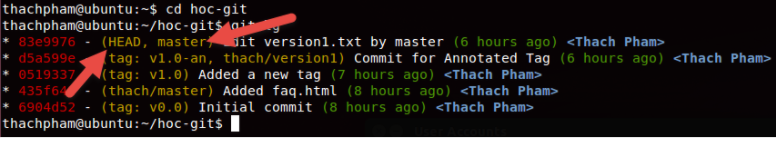 thachpham@ubuntu:~$ cd hoc-git
thachpham@ubuntu:~/hoc-git$ git
* 83e9976 - (HEAD, master) edit version1.txt by master (6 hours ago) <Thach Pham>
* d5a599e - (tag: v1.0-an, thach/version1) Commit for Annotated Tag (6 hours ago) <Thach Pham>
* 0519337 - (tag: v1.0) Added a new tag (7 hours ago) <Thach Pham>
* 435f64 - (thach/master) Added faq.html (8 hours ago) <Thach Pham>
* 6904d52 - (tag: v0.0) Initial commit (8 hours ago) <Thach Pham>
thachpham@ubuntu:~/hoc-git$